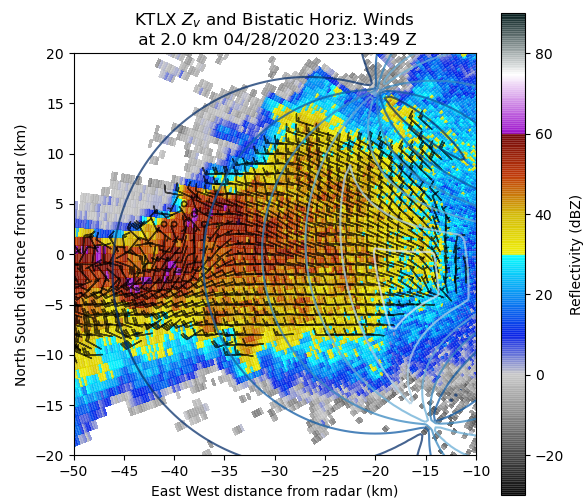 KTLX Zv and Bistatic Horiz. Winds
at 2.0 km 04/28/2020 23:13:49 Z
20
15
10
5
0
−5
−10
−15
−20
North South distance from radar (km)
−50 −45 −40 −35 −30 −25 −20 −15 −10
East West distance from radar (km)
80
60
40
20
0
−20
Reflectivity (dBZ)